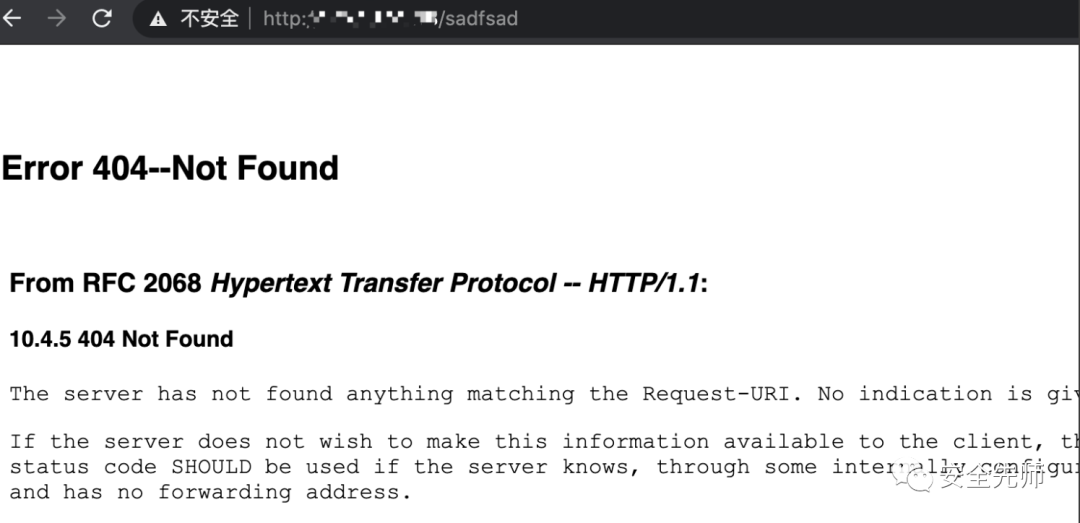 不安全 http:/sadfsad
Error 404--Not Found
From RFC 2068 Hypertext Transfer Protocol -- HTTP/1.1:
10.4.5 404 Not Found
The server has not found anything matching the Request-URI. No indication is giv
If the server does not wish to make this information available to the client, th
status code SHOULD be used if the server knows, through some internally configur
and has no forwarding address.
安全先师